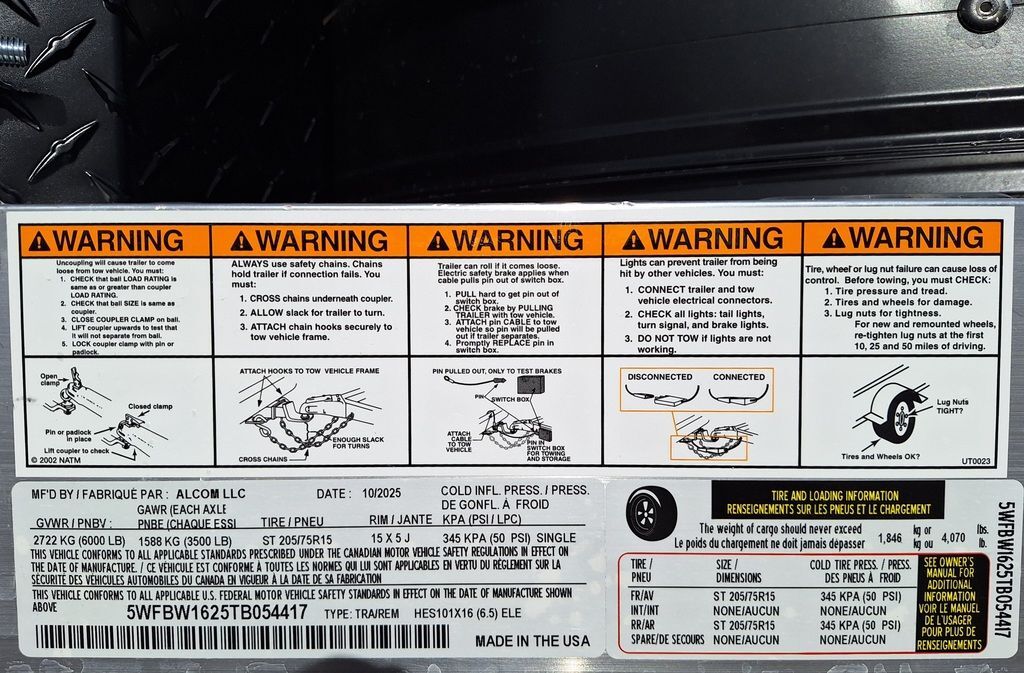 WARNING
Uncoupling will cause trailer to come
loose from tow vehicle. You must:
1. CHECK that ball LOAD RATING is
same as or greater than coupler
LOAD RATING.
2. CHECK that ball SIZE is same as
coupler.
3. CLOSE COUPLER CLAMP on ball.
4. LIFT coupler upwards to test that
it will not separate from ball.
5. LOCK coupler clamp with pin or
padlock.
Open
clamp
Closed clamp
Pin or padlock
in place
Lift coupler to check
© 2002 NATM
WARNING
ALWAYS use safety chains. Chains
hold trailer if connection fails. You
must:
1. CROSS chains underneath coupler.
2. ALLOW slack for trailer to turn.
3. ATTACH chain hooks securely to
tow vehicle frame.
ATTACH HOOKS TO TOW VEHICLE FRAME
ENOUGH SLACK
FOR TURNS
CROSS CHAINS
WARNING
Trailer can roll if it comes loose.
Electric safety brake applies when
cable pulls pin out of switch box.
1. PULL hard to get pin out of
switch box.
2. CHECK brake by PULLING
TRAILER with tow vehicle.
3. ATTACH pin CABLE to tow
vehicle so pin will be pulled
out if trailer separates.
4. Promptly REPLACE pin in
switch box.
PIN PULLED OUT, ONLY TO TEST BRAKES
PIN
SWITCH BOX
ATTACH
CABLE
TO TOW
VEHICLE
PIN IN
SWITCH BOX
FOR TOWING
AND STORAGE
WARNING
Lights can prevent trailer from being
hit by other vehicles. You must:
1. CONNECT trailer and tow
vehicle electrical connectors.
2. CHECK all lights: tail lights,
turn signal, and brake lights.
3. DO NOT TOW if lights are not
working.
DISCONNECTED CONNECTED
WARNING
Tire, wheel or lug nut failure can cause loss of
control. Before towing, you must CHECK:
1. Tire pressure and tread.
2. Tires and wheels for damage.
3. Lug nuts for tightness.
For new and remounted wheels,
re-tighten lug nuts at the first
10, 25 and 50 miles of driving.
Lug Nuts
TIGHT?
Tires and Wheels OK?
UT0023
MF'D BY / FABRIQUÉ PAR : ALCOM LLC DATE : 10/2025 COLD INFL. PRESS. / PRESS.
GAWR (EACH AXLE DE GONFL. À FROID
GVWR / PNBV : PNBE (CHAQUE ESSI TIRE / PNEU RIM / JANTE KPA (PSI / LPC)
2722 KG (6000 LB) 1588 KG (3500 LB) ST 205/75R15 15 X 5 J 345 KPA (50 PSI) SINGLE
THIS VEHICLE CONFORMS TO ALL APPLICABLE STANDARDS PRESCRIBED UNDER THE CANADIAN MOTOR VEHICLE SAFETY REGULATIONS IN EFFECT ON
THE DATE OF MANUFACTURE. / CE VÉHICULE EST CONFORME À TOUTES LES NORMES QUI LUI SONT APPLICABLES EN VERTU DU RÈGLEMENT SUR LA
SÉCURITÉ DES VÉHICULES AUTOMOBILES DU CANADA EN VIGUEUR À LA DATE DE SA FABRICATION
THIS VEHICLE CONFORMS TO ALL APPLICABLE U.S. FEDERAL MOTOR VEHICLE SAFETY STANDARDS IN EFFECT ON THE DATE OF MANUFACTURE SHOWN
ABOVE
5WFBW1625TB054417 TYPE: TRA/REM HES101X16 (6.5) ELE
MADE IN THE USA
TIRE AND LOADING INFORMATION
RENSEIGNEMENTS SUR LES PNEUS ET LE CHARGEMENT
The weight of cargo should never exceed kg or lbs.
Le poids du chargement ne doit jamais dépasser 1,846 kg ou 4,070 lb.
TIRE / SIZE / COLD TIRE PRESS. / PRESS.
PNEU DIMENSIONS DES PNEUS À FROID
FR/AV ST 205/75R15 345 KPA (50 PSI)
INT/INT NONE/AUCUN NONE/AUCUN
RR/AR ST 205/75R15 345 KPA (50 PSI)
SPARE/DE SECOURS NONE/AUCUN NONE/AUCUN
SEE OWNER'S
MANUAL FOR
ADDITIONAL
INFORMATION
VOIR LE MANUEL
DE L'USAGER
POUR PLUS DE
RENSEIGNEMENTS
5WFBW1625TB054417